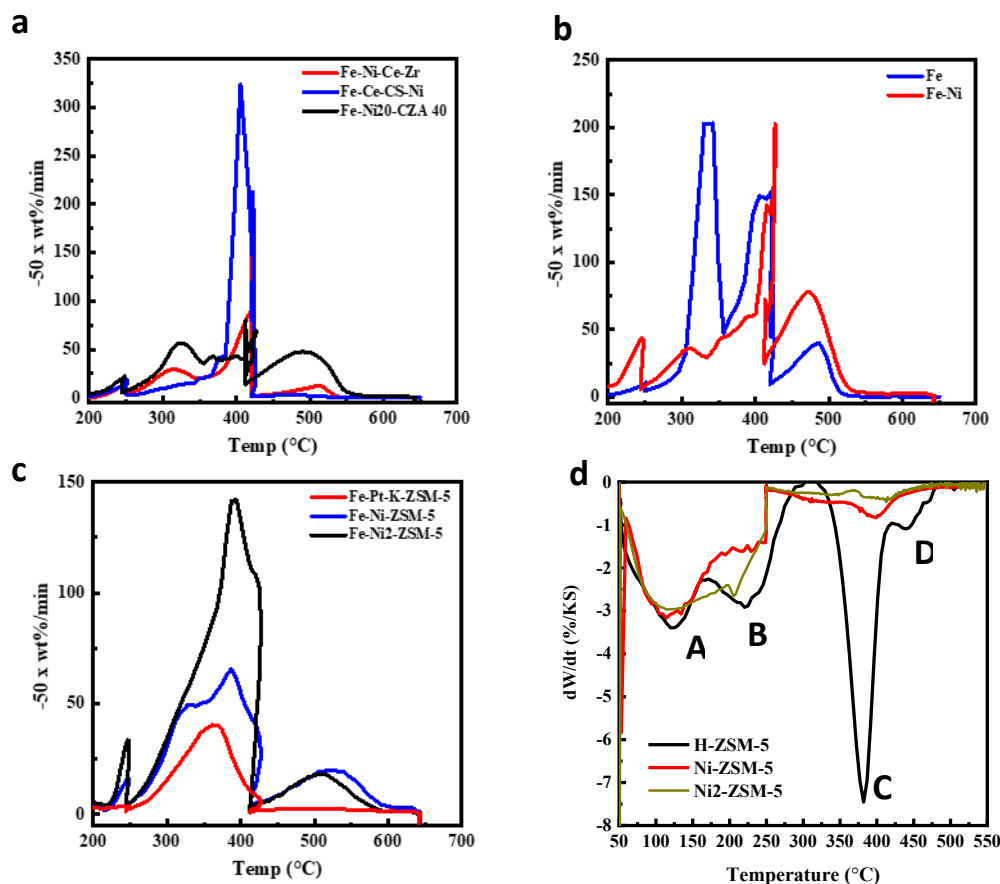 a
350
300
250
200
150
100
50
0
-50 x wt%/min
Fe-Ni-Ce-Zr
Fe-Ce-CS-Ni
Fe-Ni20-CZA 40
200 300 400 500 600 700
Temp (°C)
b
250
200
150
100
50
0
-50 x wt%/min
Fe
Fe-Ni
200 300 400 500 600 700
Temp (°C)
c
150
100
50
0
-50 x wt%/min
Fe-Pt-K-ZSM-5
Fe-Ni-ZSM-5
Fe-Ni2-ZSM-5
200 300 400 500 600 700
Temp (°C)
d
0
-1
-2
-3
-4
-5
-6
-7
-8
dW/dt (%/KS)
A
B
C
D
H-ZSM-5
Ni-ZSM-5
Ni2-ZSM-5
50 100 150 200 250 300 350 400 450 500 550
Temperature (°C)